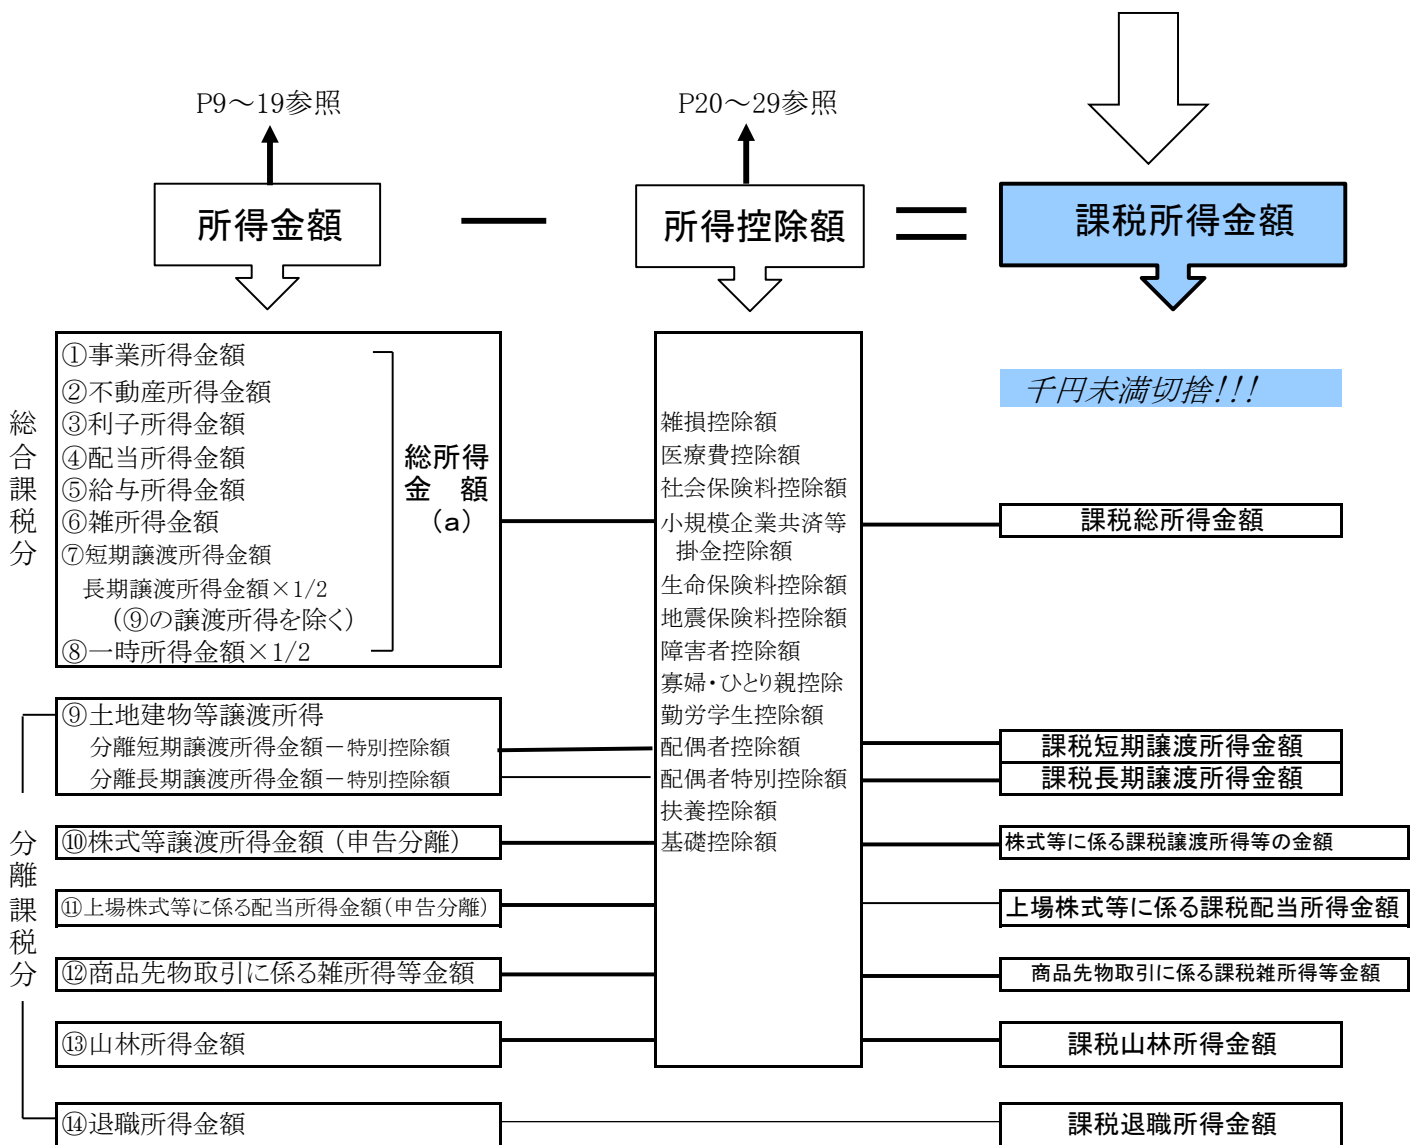 P9～19参照
P20～29参照
所得金額
所得控除額
課税所得金額
総合課税分
①事業所得金額
②不動産所得金額
③利子所得金額
④配当所得金額
⑤給与所得金額
⑥雑所得金額
⑦短期譲渡所得金額
長期譲渡所得金額×1/2
（⑨の譲渡所得を除く）
⑧一時所得金額×1/2
総所得
金　額
（a）
雑損控除額
医療費控除額
社会保険料控除額
小規模企業共済等
掛金控除額
生命保険料控除額
地震保険料控除額
障害者控除額
寡婦・ひとり親控除
勤労学生控除額
配偶者控除額
配偶者特別控除額
扶養控除額
基礎控除額
千円未満切捨!!!
課税総所得金額
分離課税分
⑨土地建物等譲渡所得
分離短期譲渡所得金額－特別控除額
分離長期譲渡所得金額－特別控除額
課税短期譲渡所得金額
課税長期譲渡所得金額
⑩株式等譲渡所得金額（申告分離）
株式等に係る課税譲渡所得等の金額
⑪上場株式等に係る配当所得金額（申告分離）
上場株式等に係る課税配当所得金額
⑫商品先物取引に係る雑所得等金額
商品先物取引に係る課税雑所得等金額
⑬山林所得金額
課税山林所得金額
⑭退職所得金額
課税退職所得金額